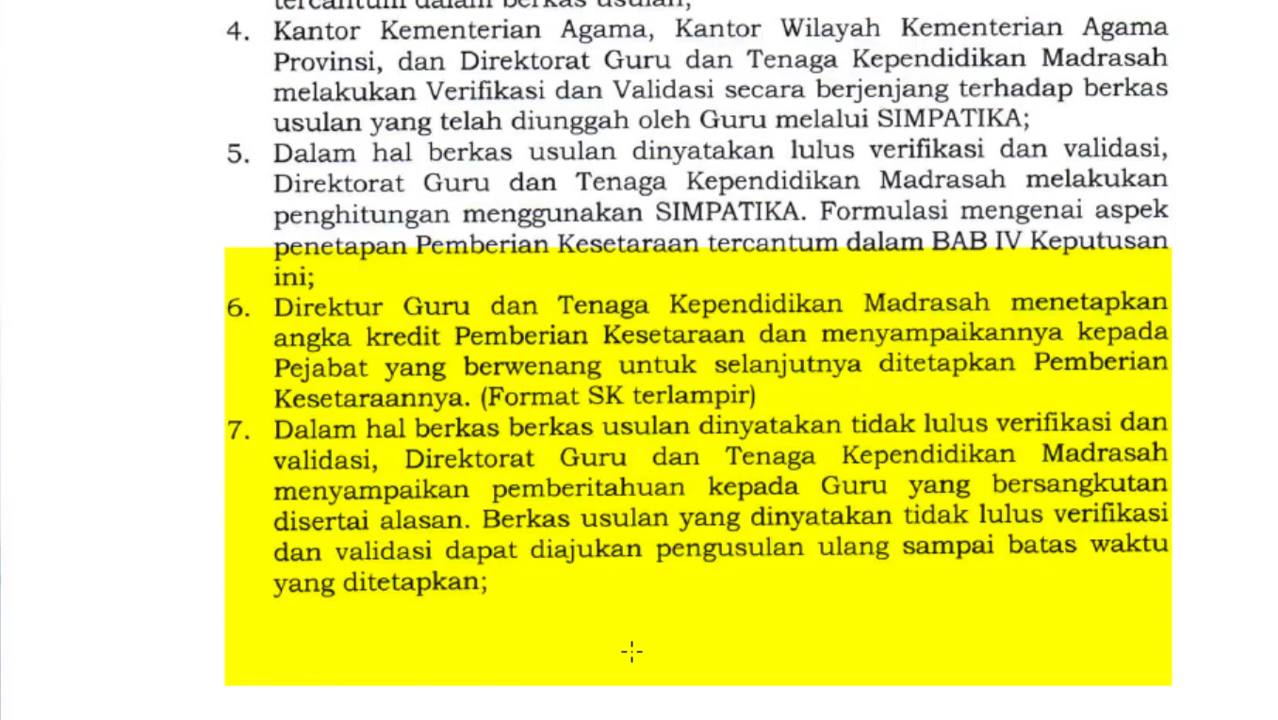 tercantum dalam berkas usulan;
4. Kantor Kementerian Agama, Kantor Wilayah Kementerian Agama
Provinsi, dan Direktorat Guru dan Tenaga Kependidikan Madrasah
melakukan Verifikasi dan Validasi secara berjenjang terhadap berkas
usulan yang telah diunggah oleh Guru melalui SIMPATIKA;
5. Dalam hal berkas usulan dinyatakan lulus verifikasi dan validasi,
Direktorat Guru dan Tenaga Kependidikan Madrasah melakukan
penghitungan menggunakan SIMPATIKA. Formulasi mengenai aspek
penetapan Pemberian Kesetaraan tercantum dalam BAB IV Keputusan
ini;
6. Direktur Guru dan Tenaga Kependidikan Madrasah menetapkan
angka kredit Pemberian Kesetaraan dan menyampaikannya kepada
Pejabat yang berwenang untuk selanjutnya ditetapkan Pemberian
Kesetaraannya. (Format SK terlampir)
7. Dalam hal berkas berkas usulan dinyatakan tidak lulus verifikasi dan
validasi, Direktorat Guru dan Tenaga Kependidikan Madrasah
menyampaikan pemberitahuan kepada Guru yang bersangkutan
disertai alasan. Berkas usulan yang dinyatakan tidak lulus verifikasi
dan validasi dapat diajukan pengusulan ulang sampai batas waktu
yang ditetapkan;